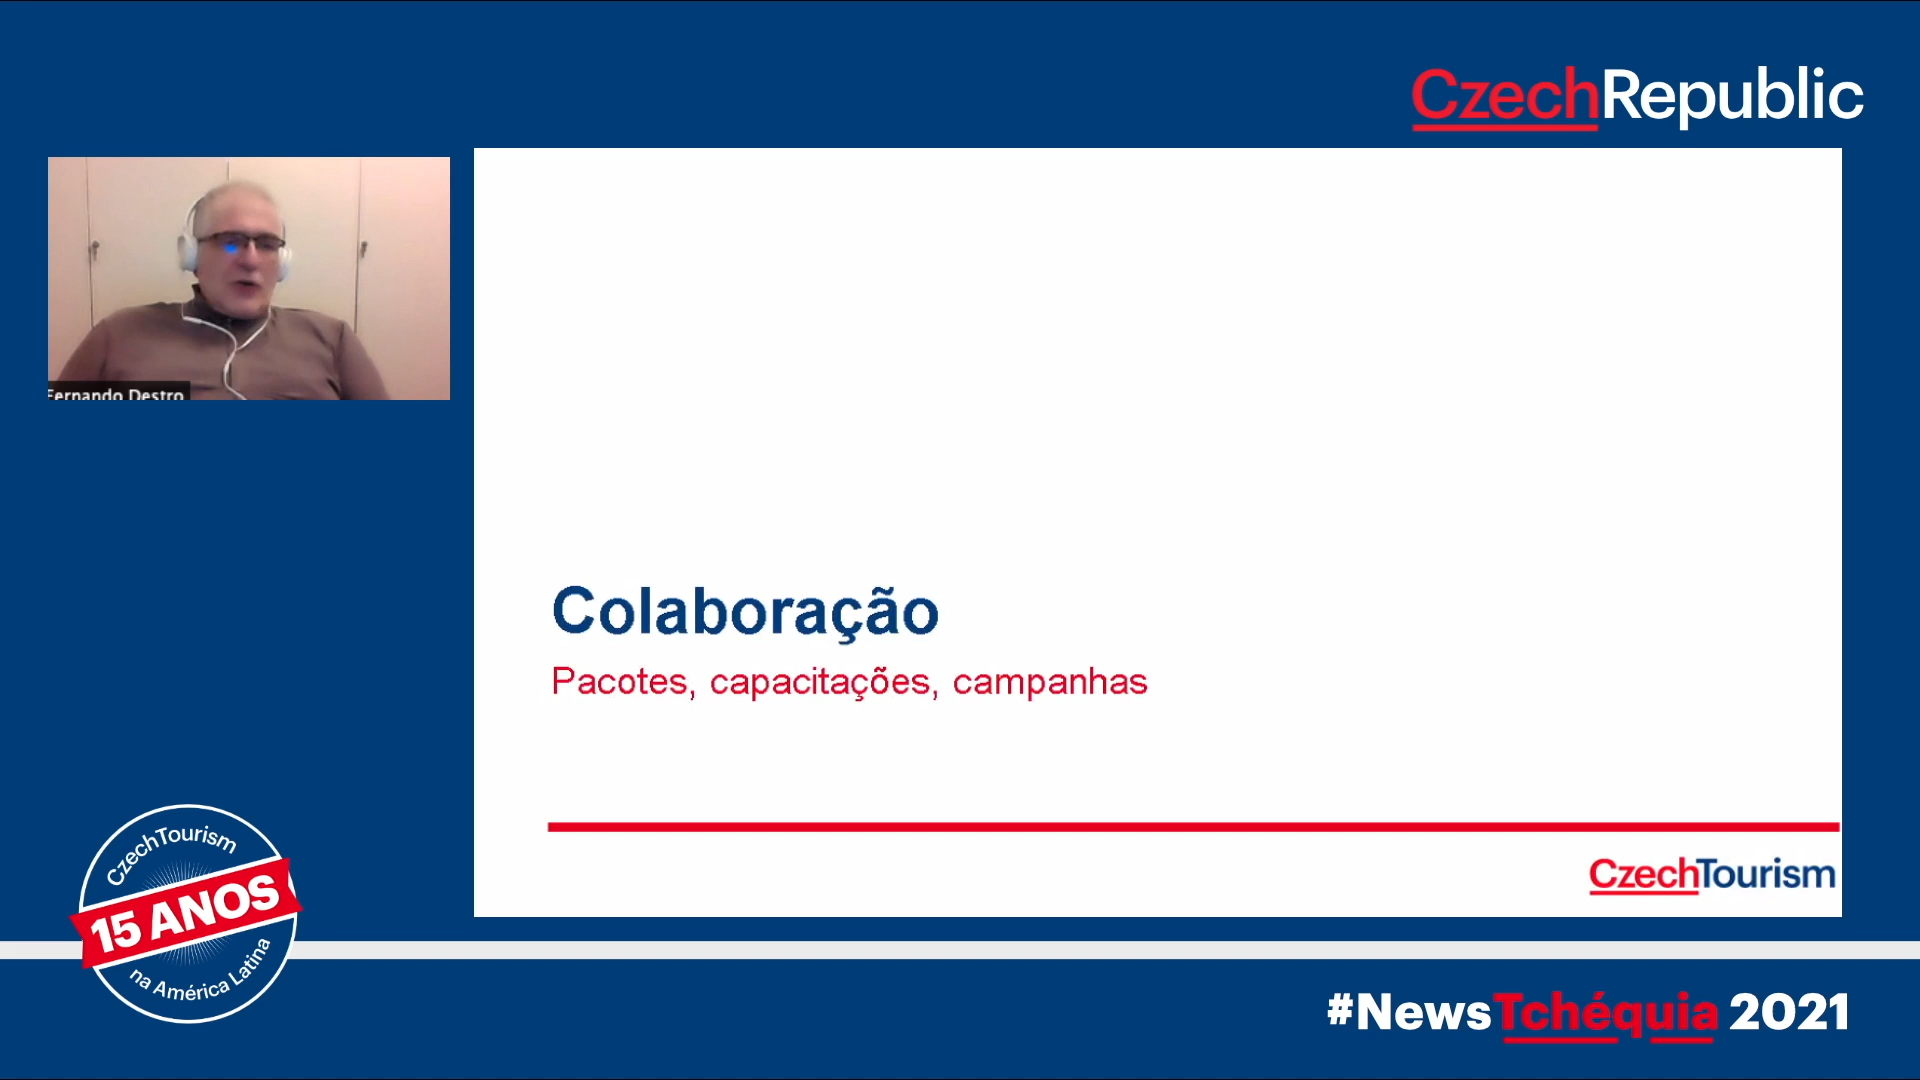 CzechRepublic
Fernando Destro
Colaboração
Pacotes, capacitações, campanhas
CzechTourism
CzechTourism
15 ANOS
na América Latina
#NewsTchéquia 2021